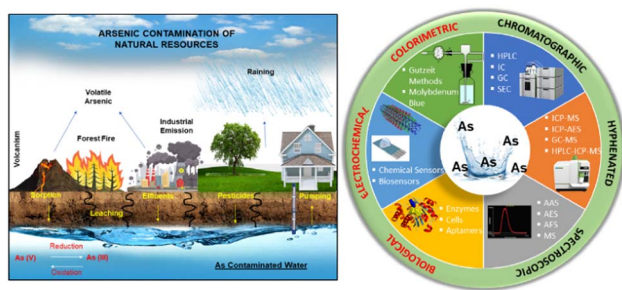 ARSENIC CONTAMINATION OF
NATURAL RESOURCES
Raining
Volatile
Arsenic
Industrial
Emission
Forest Fire
Volcanism
Sorption
Effluents
Pesticides
Pumping
Leaching
Reduction
As (V)
As (III)
Oxidation
As Contaminated Water
COLORIMETRIC
CHROMATOGRAPHIC
HYPHENATED
SPECTROSCOPIC
BIOLOGICAL
ELECTROCHEMICAL
• Gutzeit
Methods
• Molybdenum
Blue
• HPLC
• IC
• GC
• SEC
• ICP-MS
• ICP-AES
• GC-MS
• HPLC-ICP-MS
• AAS
• AES
• AFS
• MS
• Enzymes
• Cells
• Aptamers
• Chemical Sensors
• Biosensors
As
As
As
As
As